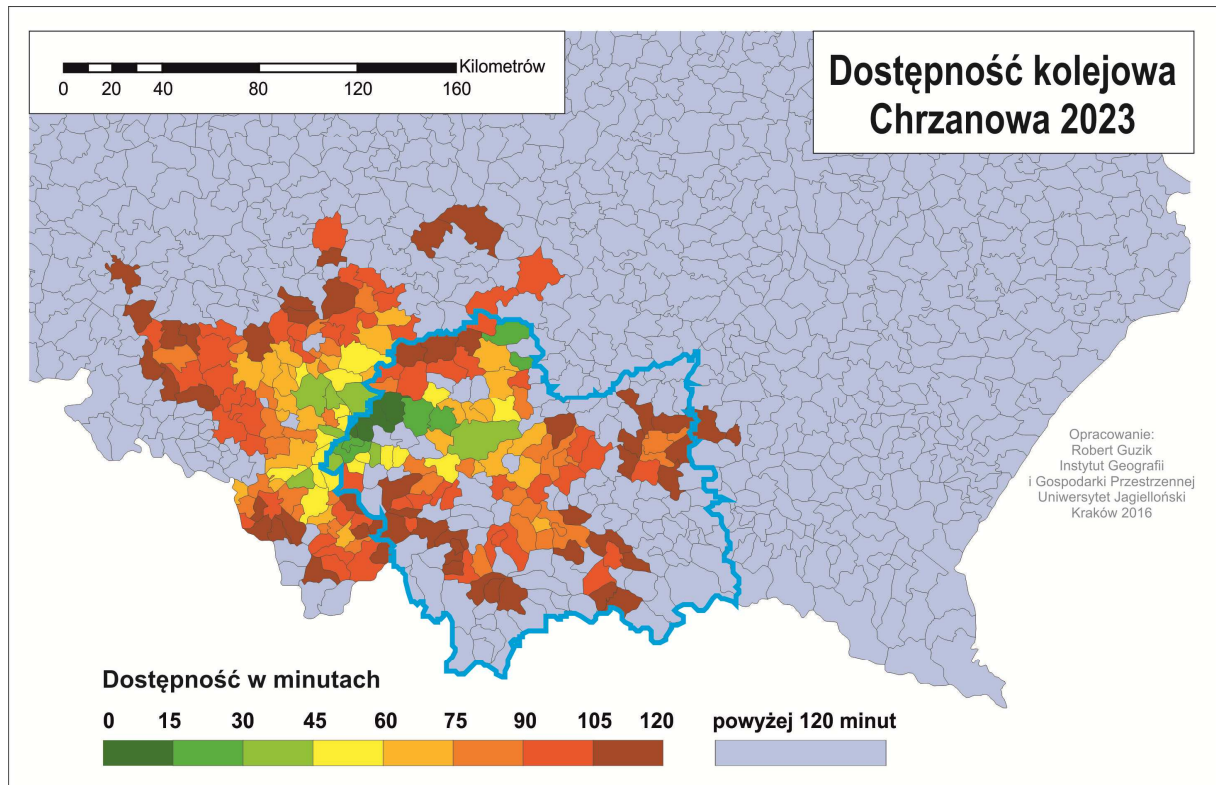 Kilometrów
0 20 40 80 120 160
Dostępność kolejowa
Chrzanowa 2023
Opracowanie:
Robert Guzik
Instytut Geografii
i Gospodarki Przestrzennej
Uniwersytet Jagielloński
Kraków 2016
Dostępność w minutach
0 15 30 45 60 75 90 105 120
powyżej 120 minut